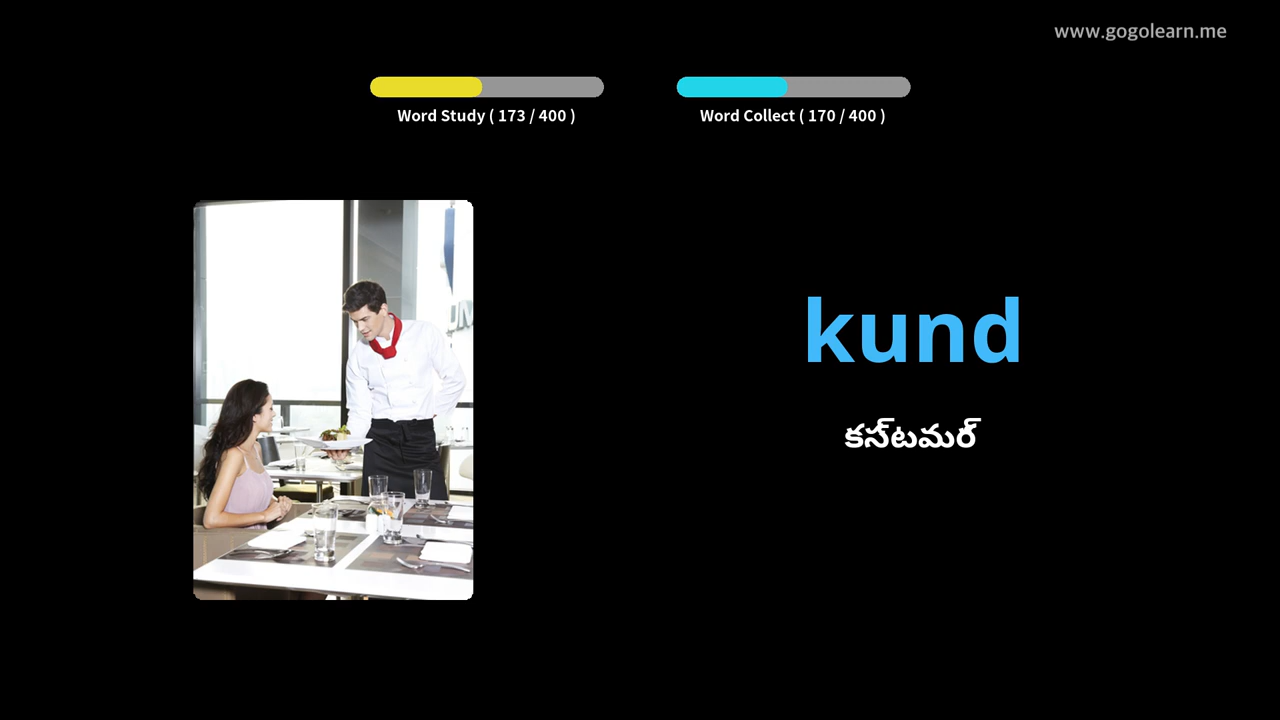 www.gogolearn.me
Word Study ( 173 / 400 )
Word Collect ( 170 / 400 )
kund
కస్‌టమర్